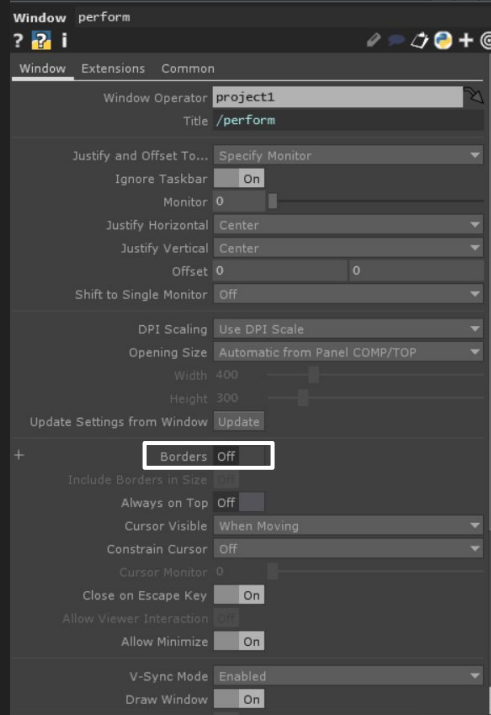 Window perform
? ? i
Window Extensions Common
Window Operator project1
Title /perform
Justify and Offset To... Specify Monitor
Ignore Taskbar On
Monitor 0
Justify Horizontal Center
Justify Vertical Center
Offset 0 0
Shift to Single Monitor Off
DPI Scaling Use DPI Scale
Opening Size Automatic from Panel COMP/TOP
Width 400
Height 300
Update Settings from Window Update
+ Borders Off
Include Borders in Size Off
Always on Top Off
Cursor Visible When Moving
Constrain Cursor Off
Cursor Monitor 0
Close on Escape Key On
Allow Viewer Interaction Off
Allow Minimize On
V-Sync Mode Enabled
Draw Window On